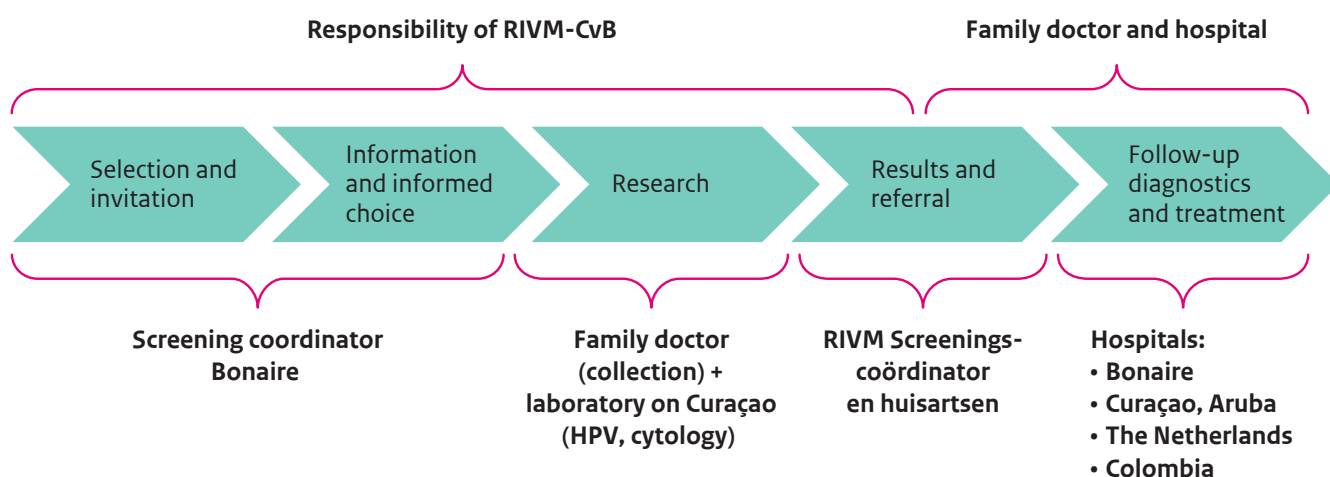 Responsibility of RIVM-CvB
Family doctor and hospital
Selection and
invitation
Information
and informed
choice
Research
Results and
referral
Follow-up
diagnostics
and treatment
Screening coordinator
Bonaire
Family doctor
(collection) +
laboratory on Curaçao
(HPV, cytology)
RIVM Screenings-
coördinator
en huisartsen
Hospitals:
• Bonaire
• Curaçao, Aruba
• The Netherlands
• Colombia